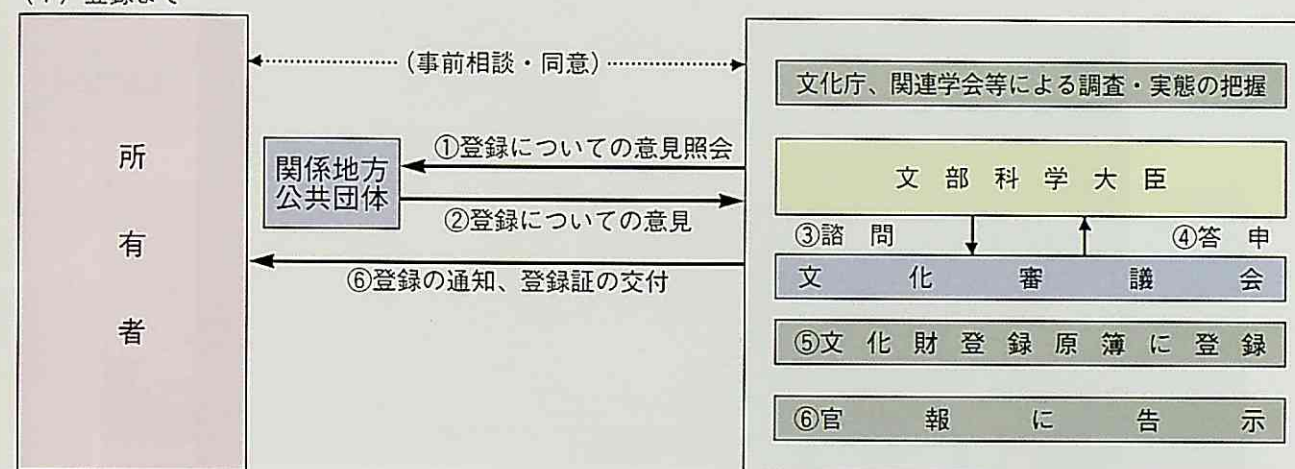 所有者
(事前相談・同意)
関係地方
公共団体
①登録についての意見照会
②登録についての意見
⑥登録の通知、登録証の交付
文化庁、関連学会等による調査・実態の把握
文部科学大臣
③諮問
④答申
文化審議会
⑤文化財登録原簿に登録
⑥官報に告示